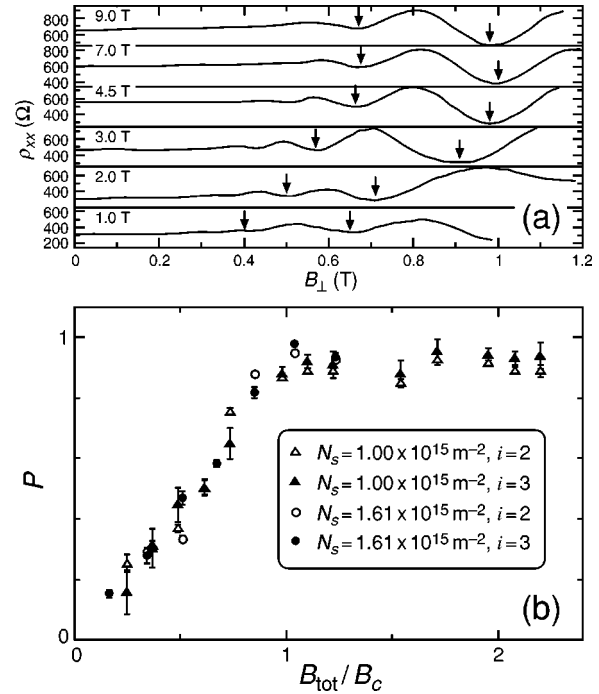 (a)
ρxx (Ω)
800
600
9.0 T
600
400
7.0 T
600
4.5 T
600
400
3.0 T
600
400
2.0 T
800
600
400
200
1.0 T
0 0.2 0.4 0.6 0.8 1 1.2
B⊥ (T)
(b)
P
1
0
Ns = 1.00 x 10¹⁵ m⁻², i = 2
Ns = 1.00 x 10¹⁵ m⁻², i = 3
Ns = 1.61 x 10¹⁵ m⁻², i = 2
Ns = 1.61 x 10¹⁵ m⁻², i = 3
0 1 2
Btot / Bc